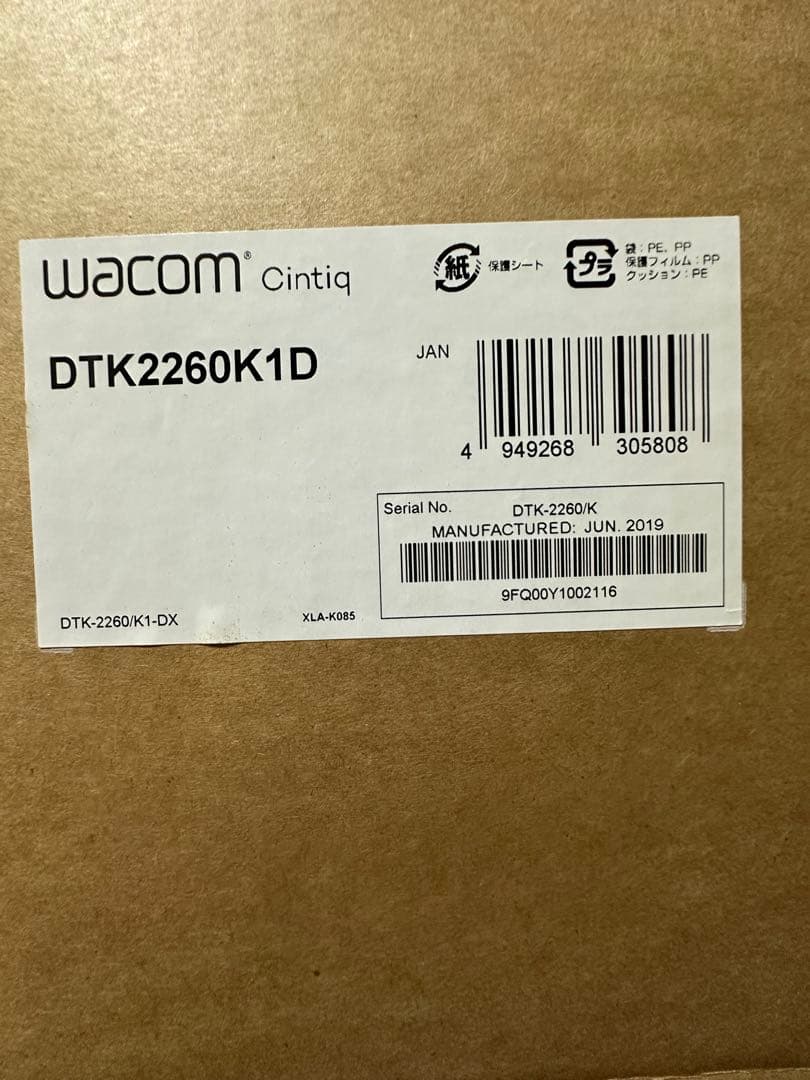 wacom® Cintiq
紙 保護シート
プラ 袋：PE、PP
保護フィルム：PP
クッション：PE
DTK2260K1D
JAN
4 949268 305808
Serial No. DTK-2260/K
MANUFACTURED: JUN. 2019
9FQ00Y1002116
DTK-2260/K1-DX
XLA-K085